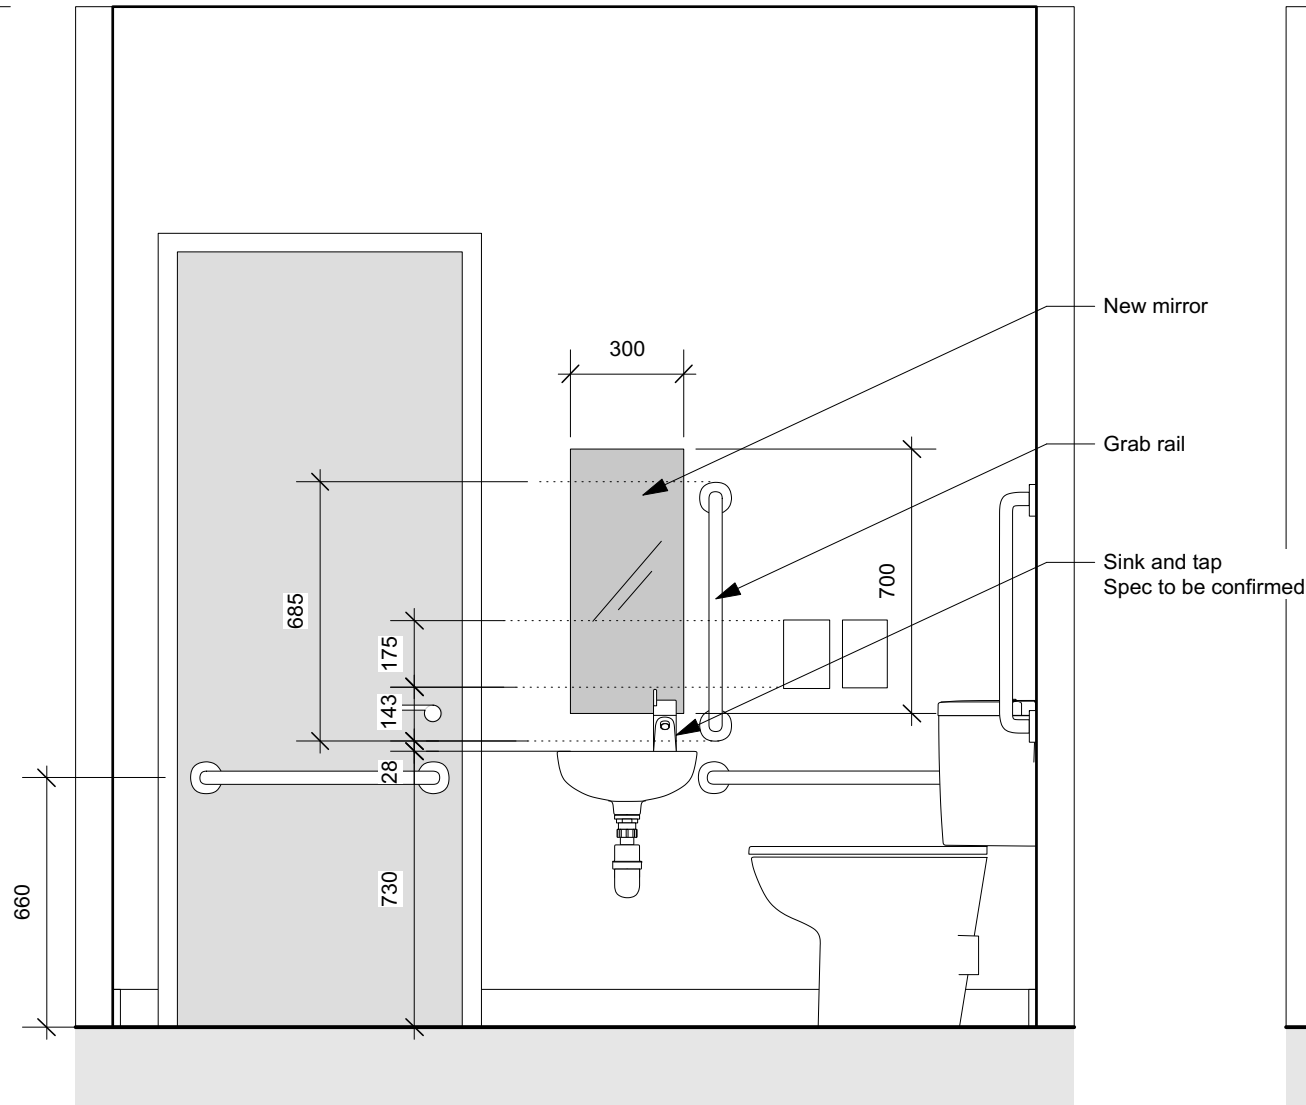 New mirror
300
Grab rail
Sink and tap
Spec to be confirmed
700
685
175
143
28
730
660